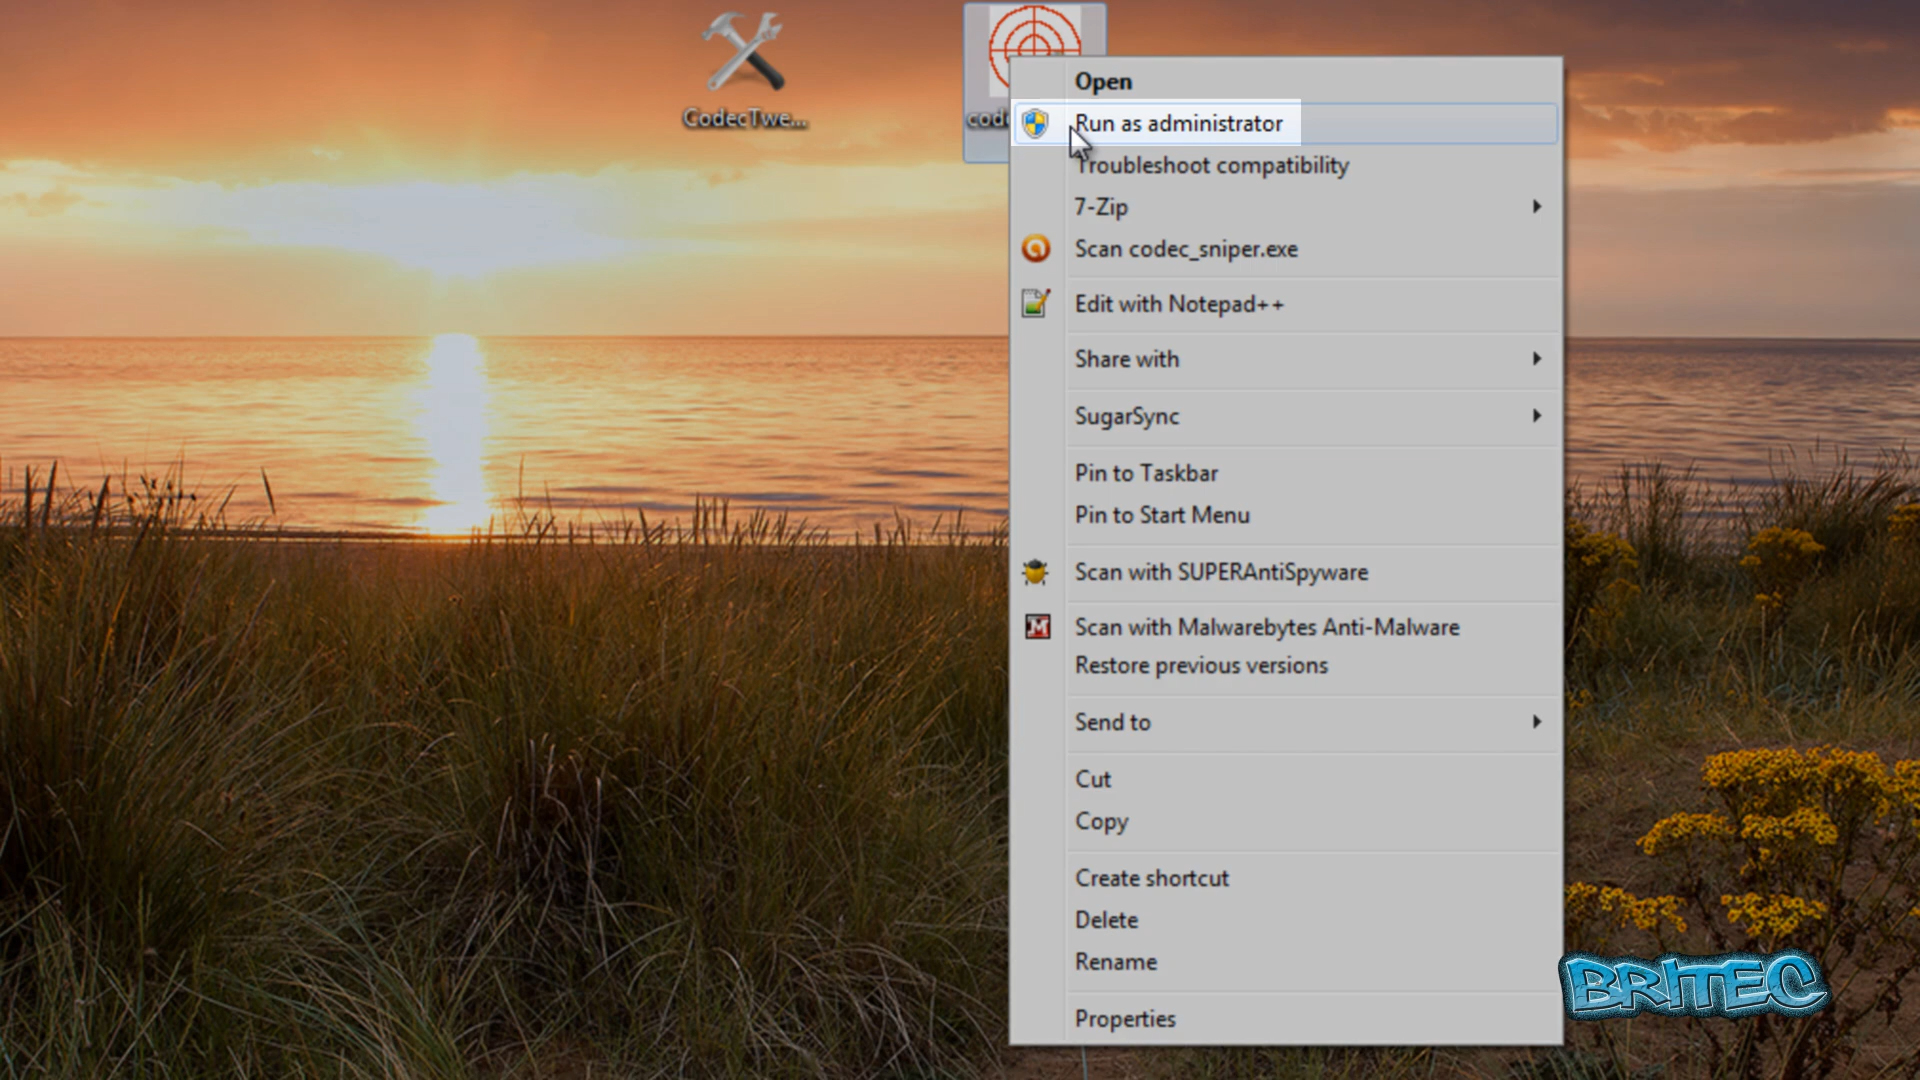 CodecTwe...
cod
Open
Run as administrator
Troubleshoot compatibility
7-Zip
Scan codec_sniper.exe
Edit with Notepad++
Share with
SugarSync
Pin to Taskbar
Pin to Start Menu
Scan with SUPERAntiSpyware
Scan with Malwarebytes Anti-Malware
Restore previous versions
Send to
Cut
Copy
Create shortcut
Delete
Rename
Properties
BRITEC